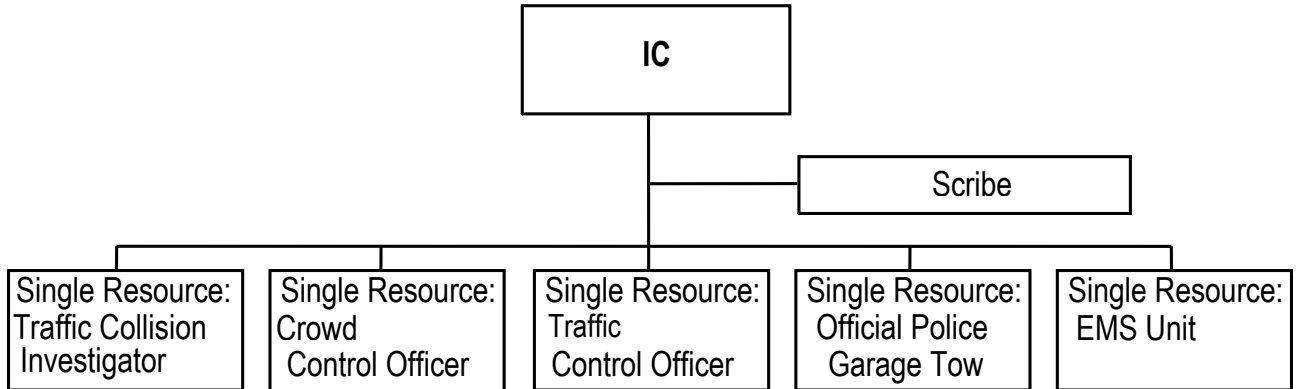 IC
Scribe
Single Resource:
Traffic Collision
Investigator
Single Resource:
Crowd
Control Officer
Single Resource:
Traffic
Control Officer
Single Resource:
Official Police
Garage Tow
Single Resource:
EMS Unit